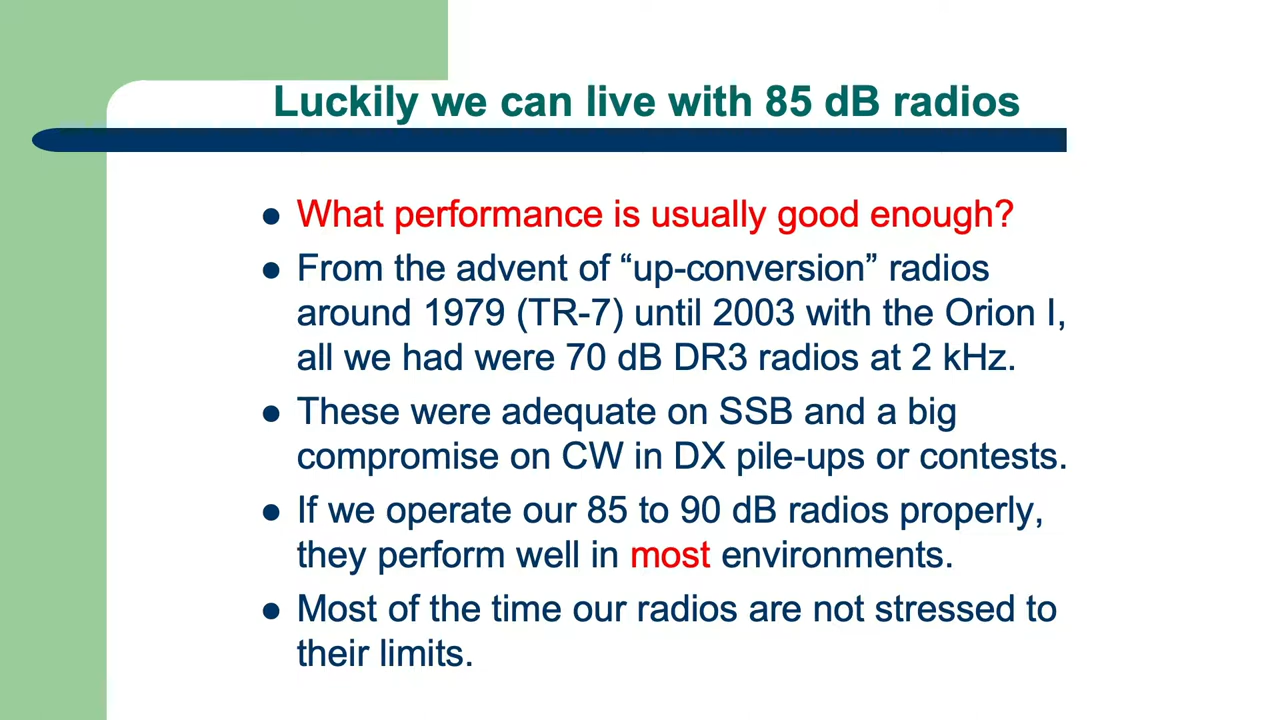 Luckily we can live with 85 dB radios
● What performance is usually good enough?
● From the advent of “up-conversion” radios
around 1979 (TR-7) until 2003 with the Orion I,
all we had were 70 dB DR3 radios at 2 kHz.
● These were adequate on SSB and a big
compromise on CW in DX pile-ups or contests.
● If we operate our 85 to 90 dB radios properly,
they perform well in most environments.
● Most of the time our radios are not stressed to
their limits.